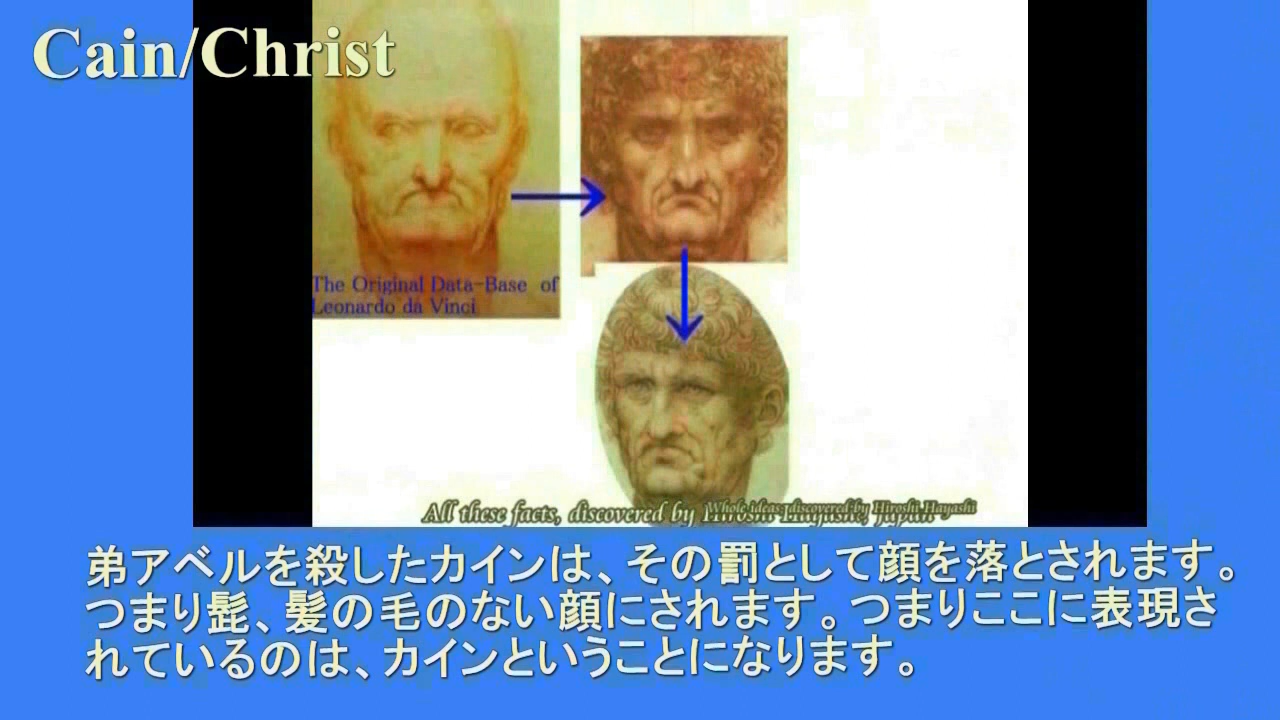 Cain/Christ
The Original Data-Base of
Leonardo da Vinci
All these facts, discovered by Hiroshi Hayashi, Japan
Whole ideas discovered by Hiroshi Hayashi
弟アベルを殺したカインは、その罰として顔を落とされます。
つまり髭、髪の毛のない顔にされます。つまりここに表現さ
れているのは、カインということになります。